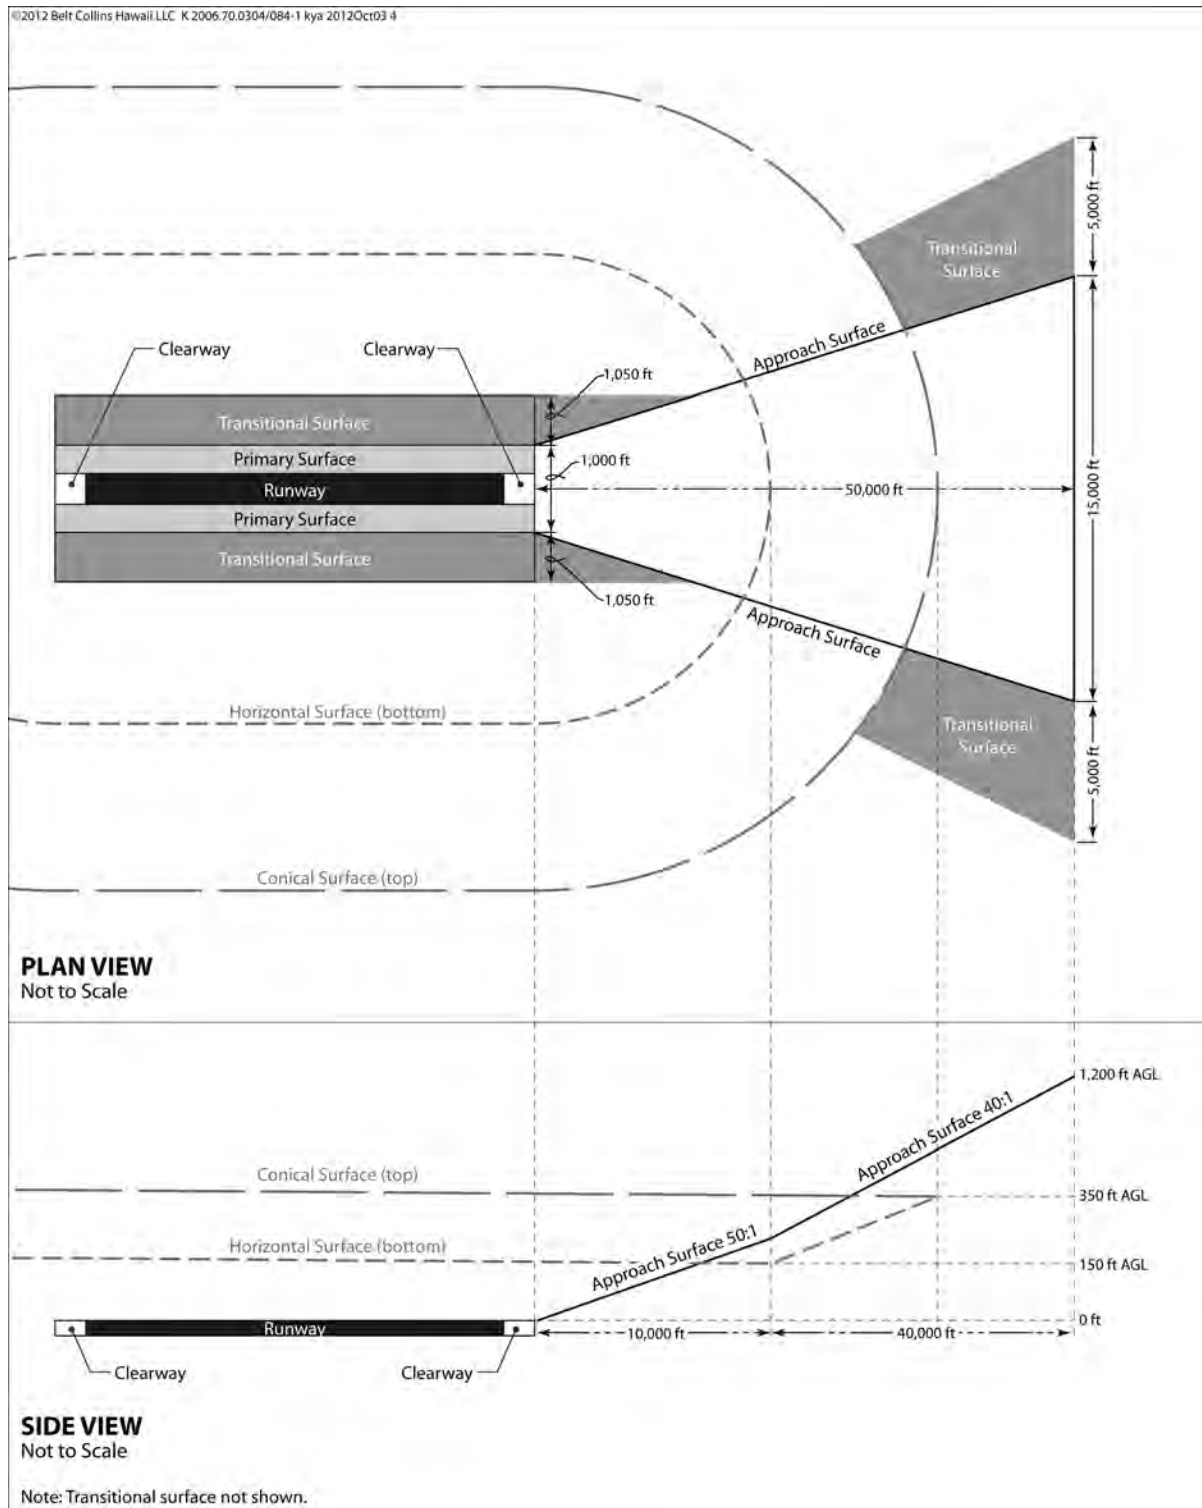 ©2012 Belt Collins Hawaii LLC K 2006.70.0304/084-1 kya 2012Oct03 4
5,000 ft
Transitional
Surface
Approach Surface
Clearway
Clearway
1,050 ft
Transitional Surface
Primary Surface
1,000 ft
Runway
50,000 ft
15,000 ft
Primary Surface
Transitional Surface
1,050 ft
Approach Surface
Horizontal Surface (bottom)
Transitional
Surface
5,000 ft
Conical Surface (top)
PLAN VIEW
Not to Scale
1,200 ft AGL
Approach Surface 40:1
Conical Surface (top)
350 ft AGL
Horizontal Surface (bottom)
Approach Surface 50:1
150 ft AGL
0 ft
Runway
10,000 ft
40,000 ft
Clearway
Clearway
SIDE VIEW
Not to Scale
Note: Transitional surface not shown.